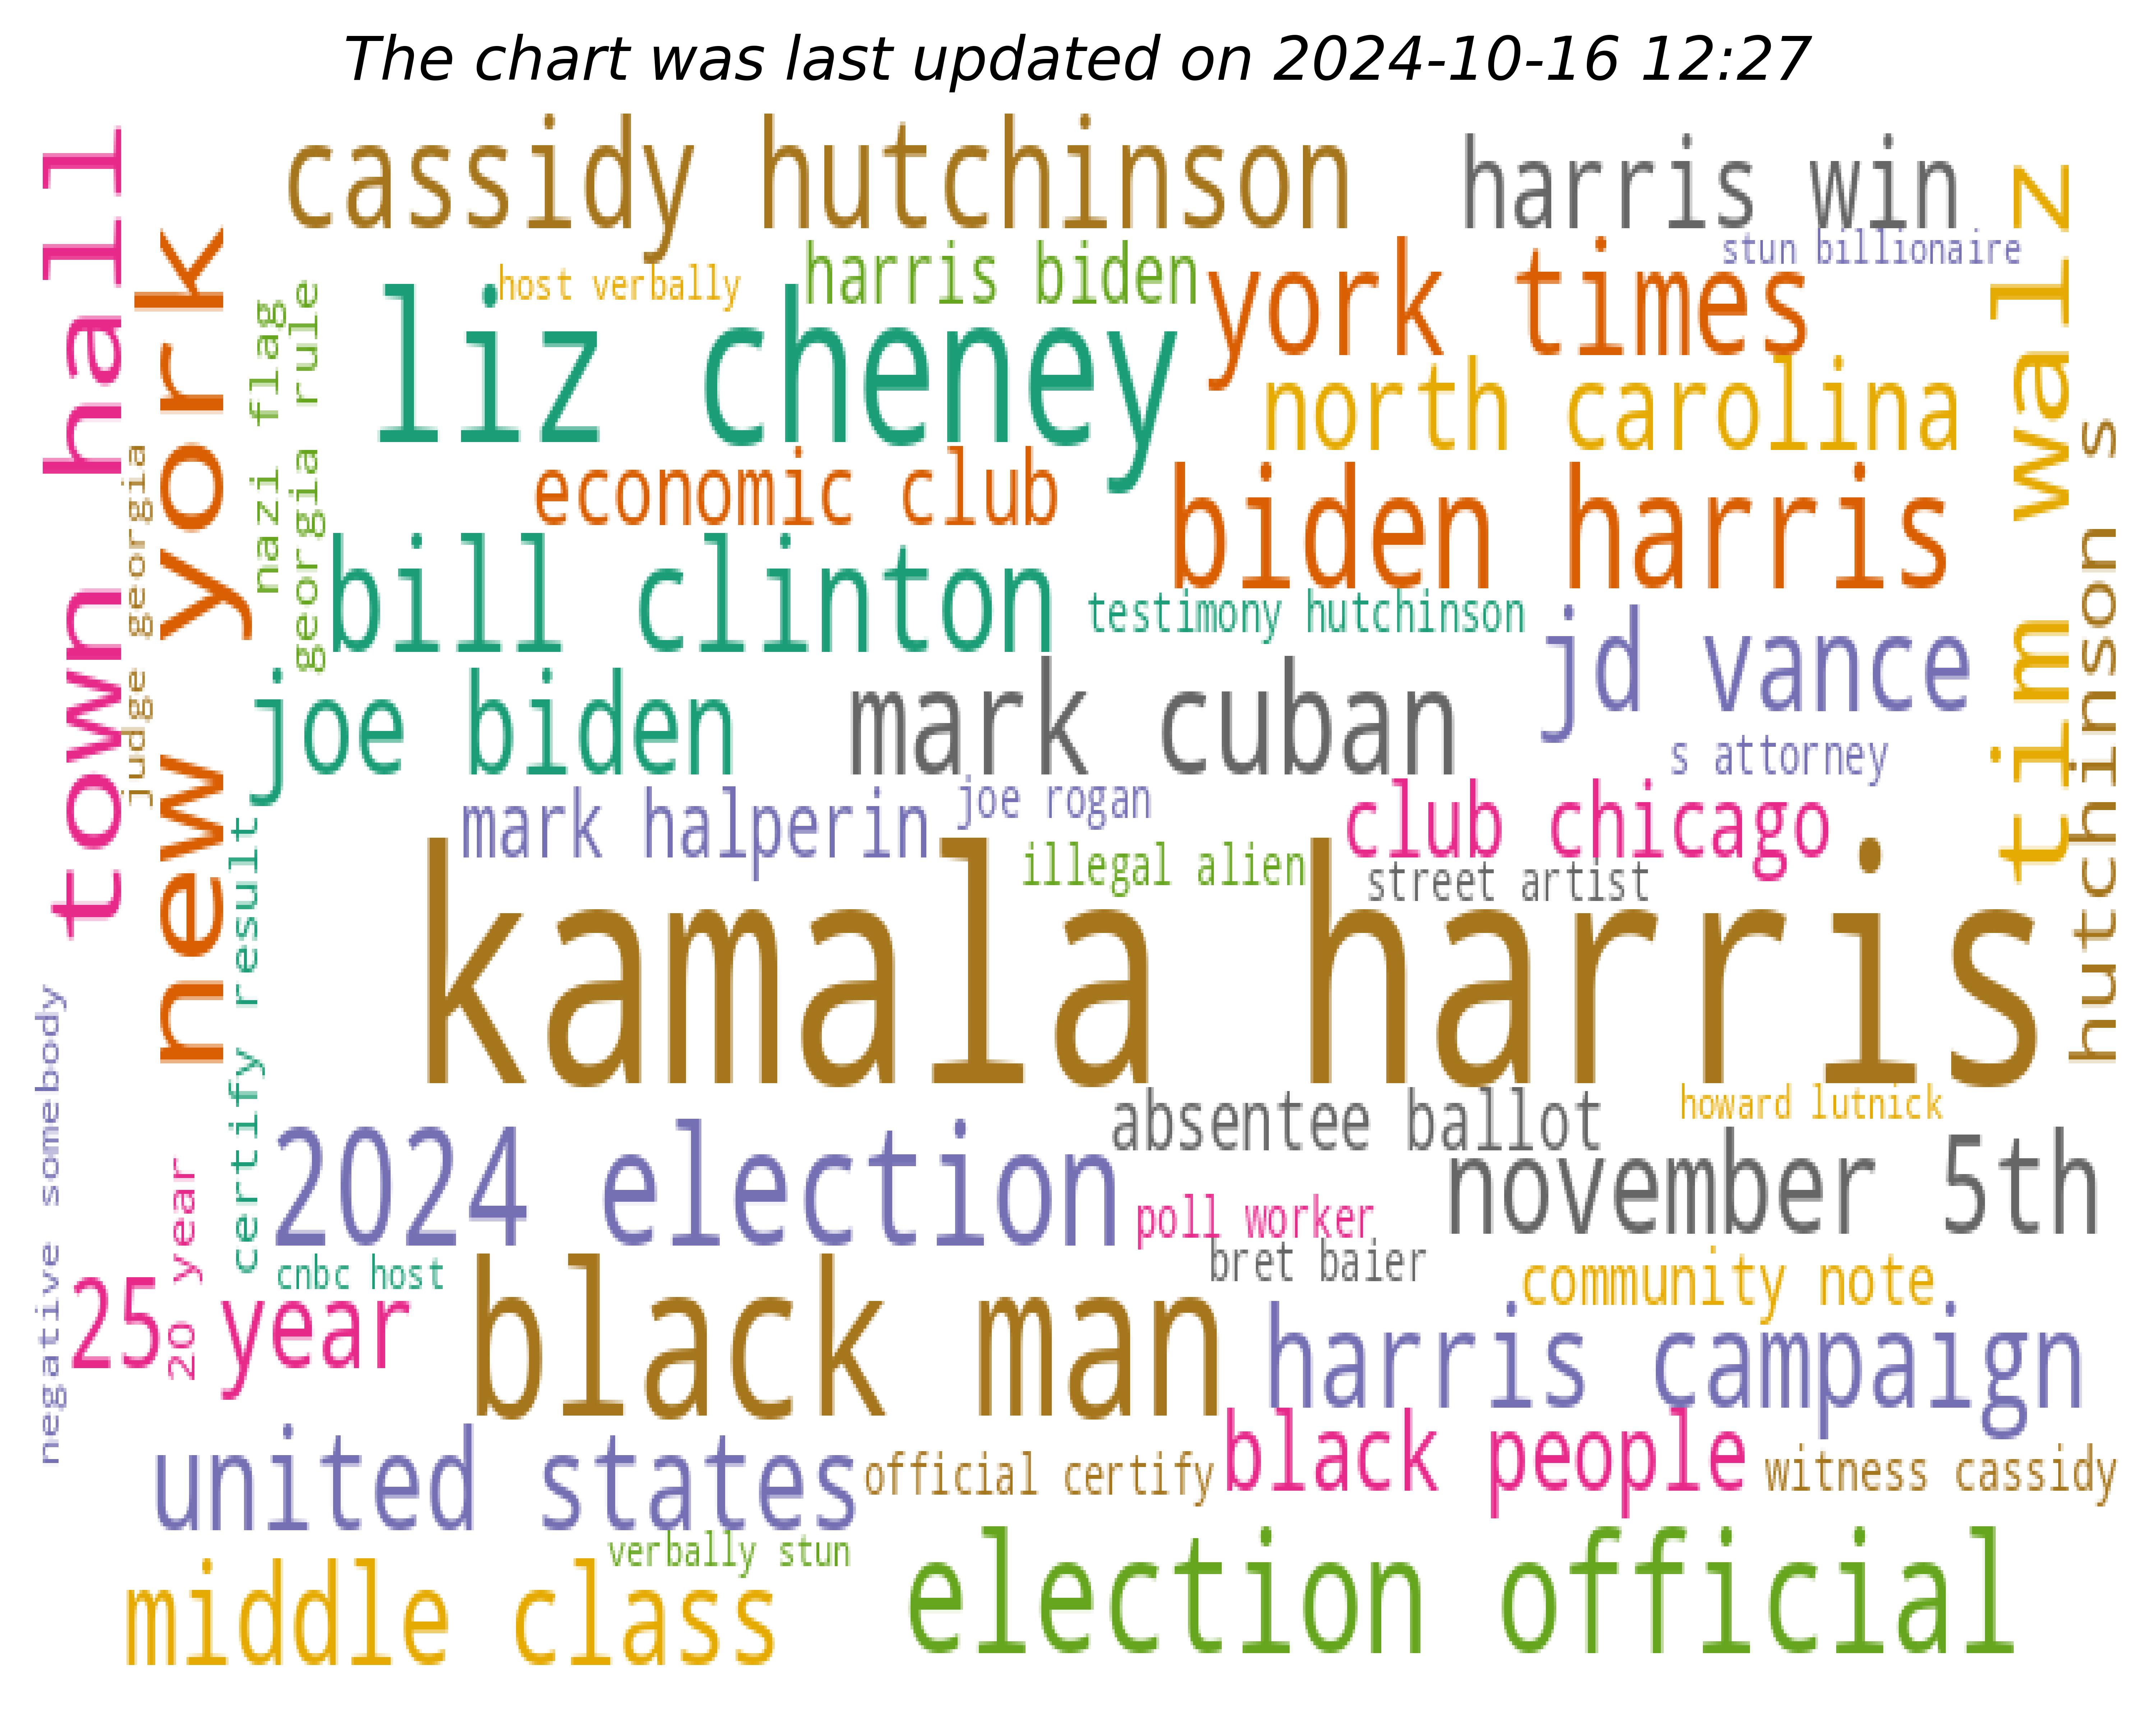 The chart was last updated on 2024-10-16 12:27
cassidy hutchinson
harris win
stun billionaire
host verbally
harris biden
york times
liz cheney
north carolina
economic club
biden harris
bill clinton
testimony hutchinson
jd vance
joe biden
mark cuban
s attorney
mark halperin
joe rogan
club chicago
illegal alien
street artist
kamala harris
absentee ballot
howard lutnick
2024 election
november 5th
poll worker
bret baier
cnbc host
community note
25 year
black man
harris campaign
united states
official certify
black people
witness cassidy
verbally stun
middle class
election official
town hall
new york
judge georgia
nazi flag
georgia rule
certify result
negative somebody
20 year
tim walz
hutchinson s